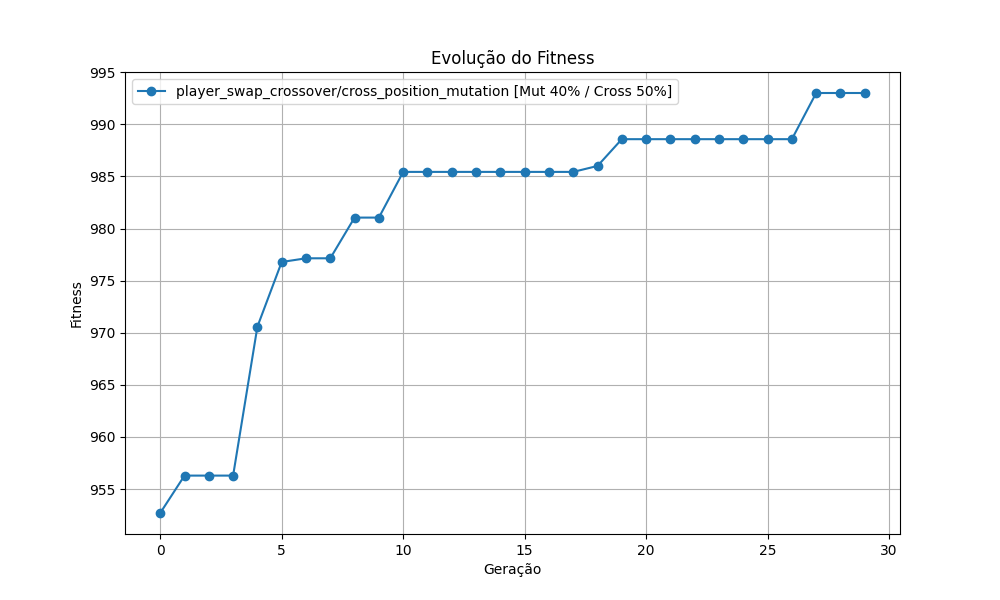 Evolução do Fitness
player_swap_crossover/cross_position_mutation [Mut 40% / Cross 50%]
995
990
985
980
975
970
965
960
955
Fitness
0 5 10 15 20 25 30
Geração